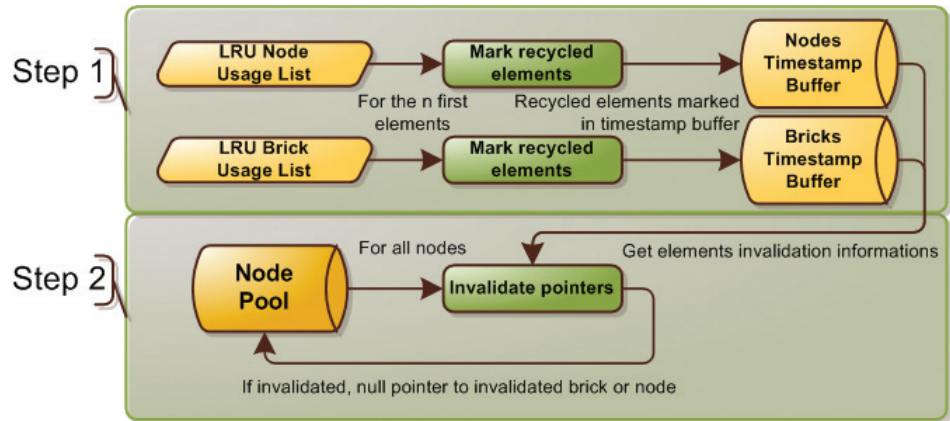 Step 1
LRU Node
Usage List
Mark recycled
elements
Nodes
Timestamp
Buffer
For the n first
elements
Recycled elements marked
in timestamp buffer
LRU Brick
Usage List
Mark recycled
elements
Bricks
Timestamp
Buffer
Step 2
Node
Pool
For all nodes
Invalidate pointers
Get elements invalidation informations
If invalidated, null pointer to invalidated brick or node